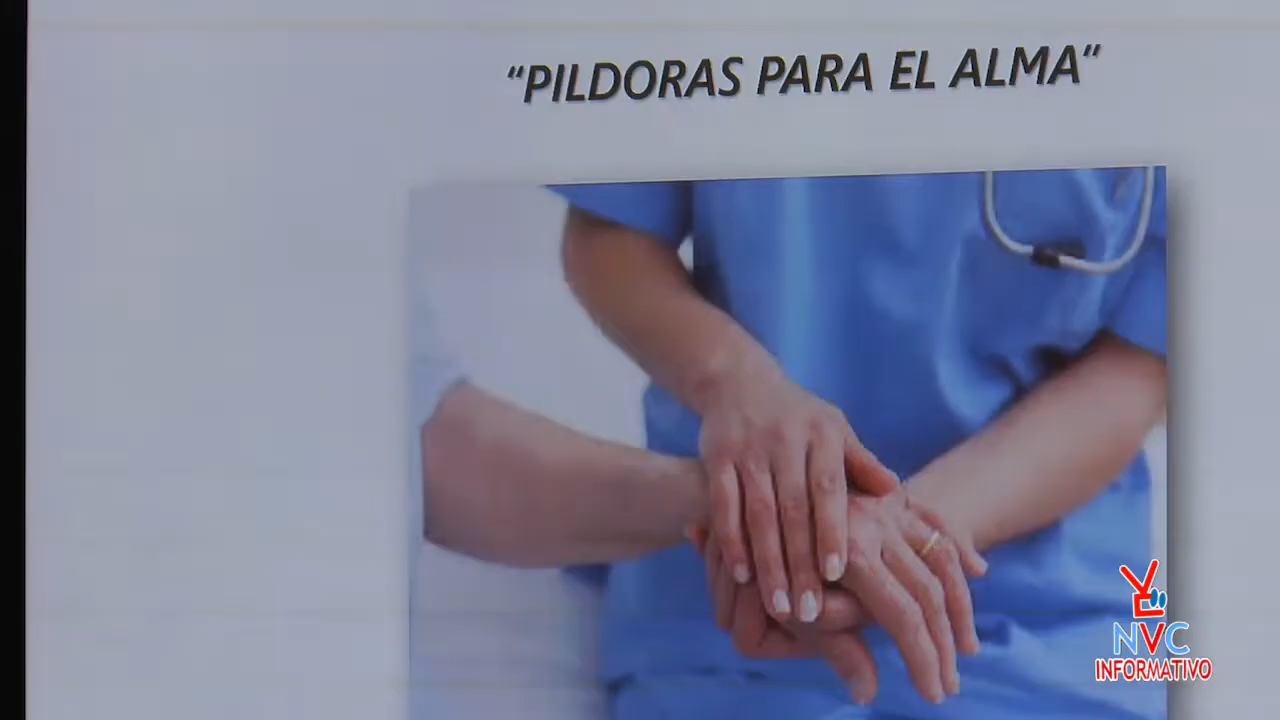 “PILDORAS PARA EL ALMA”
NVC
INFORMATIVO